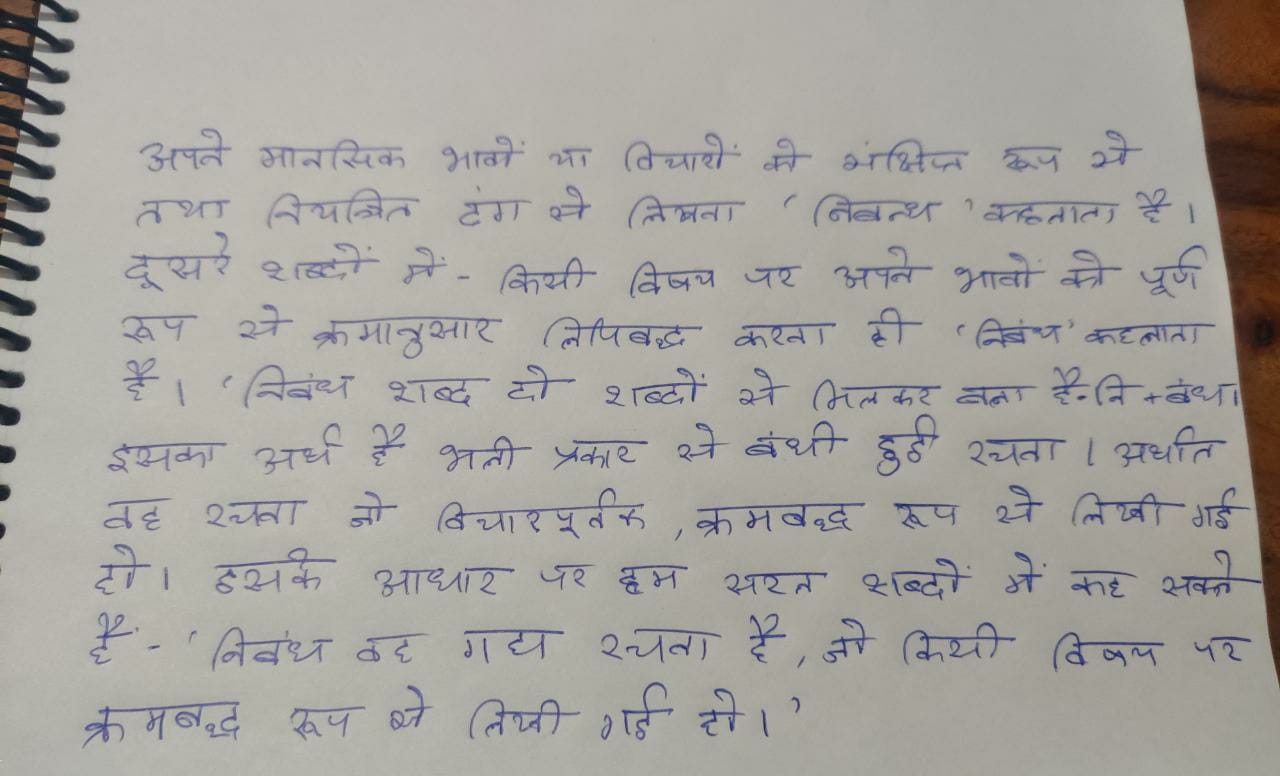 अपने मानसिक भावों या विचारों को संक्षिप्त रूप से
तथा नियन्त्रित ढंग से लिखना 'निबन्ध' कहलाता है।
दूसरे शब्दों में - किसी विषय पर अपने भावों को पूर्ण
रूप से क्रमानुसार लिपिबद्ध करना ही 'निबंध' कहलाता
है। 'निबंध शब्द दो शब्दों से मिलकर बना है- नि + बंध।
इसका अर्थ है भली प्रकार से बंधी हुई रचना। अर्थात
वह रचना जो विचारपूर्वक, क्रमबद्ध रूप से लिखी गई
हो। इसके आधार पर हम सरल शब्दों में कह सकते
हैं - 'निबंध वह गद्य रचना है, जो किसी विषय पर
क्रमबद्ध रूप से लिखी गई हो।'